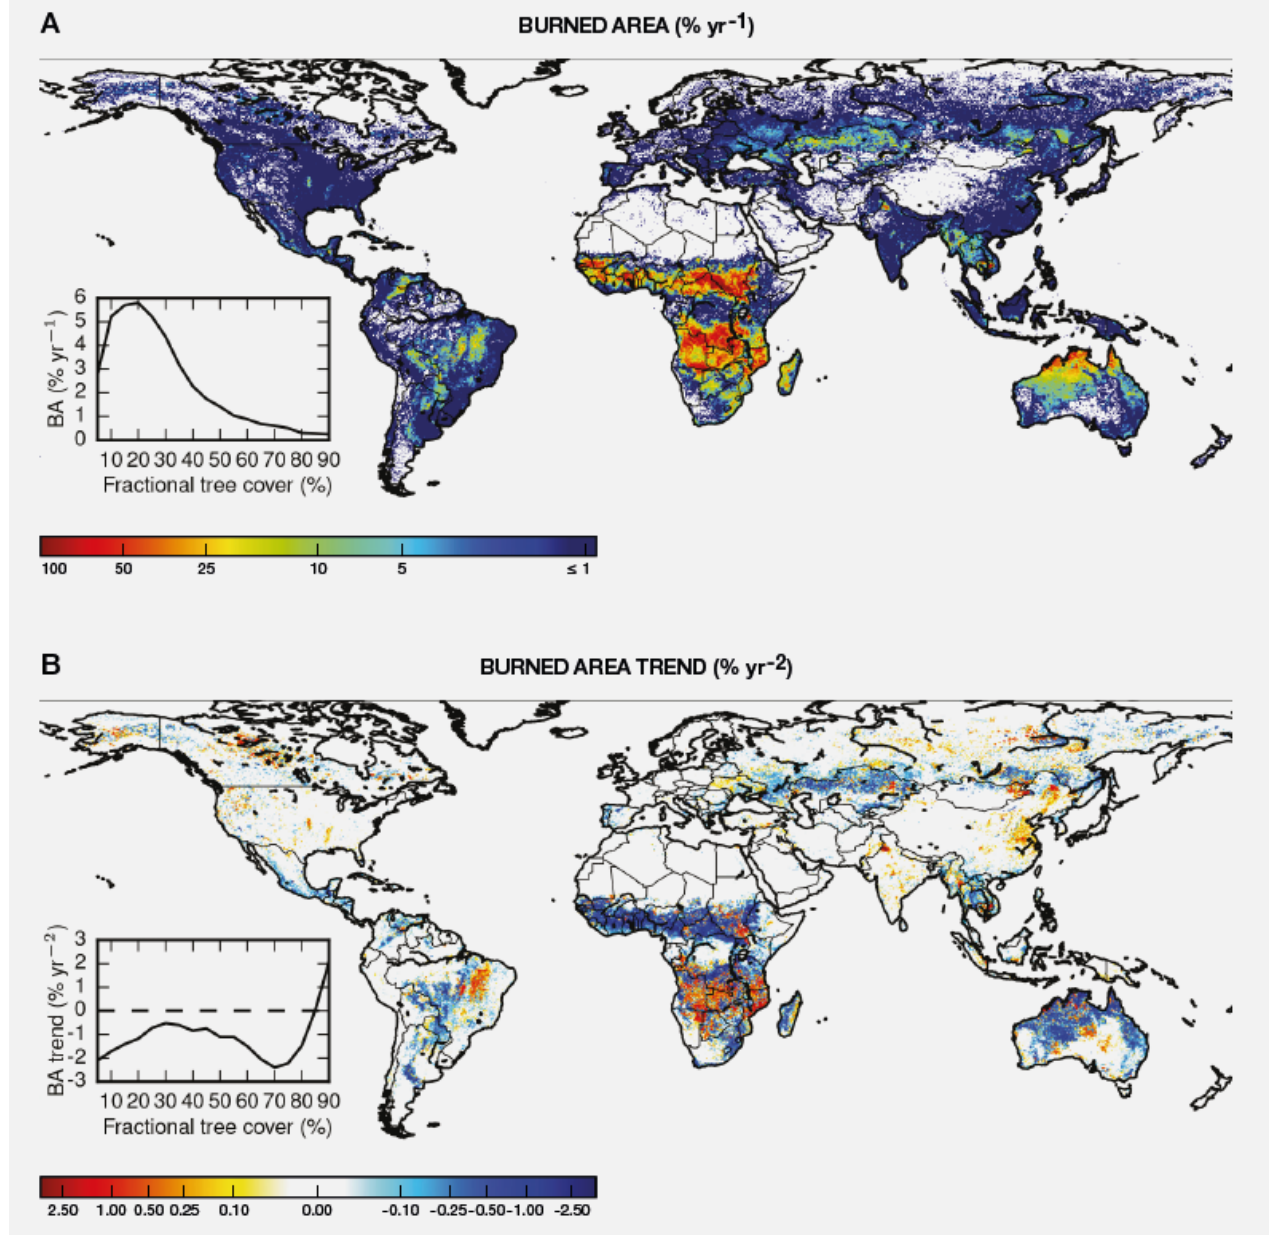 A
BURNED AREA (% yr-1)
6
5
4
3
2
1
0
BA (% yr−1)
10 20 30 40 50 60 70 80 90
Fractional tree cover (%)
100 50 25 10 5 ≤ 1
B
BURNED AREA TREND (% yr-2)
3
2
1
0
-1
-2
-3
BA trend (% yr−2)
10 20 30 40 50 60 70 80 90
Fractional tree cover (%)
2.50 1.00 0.50 0.25 0.10 0.00 -0.10 -0.25 -0.50 -1.00 -2.50